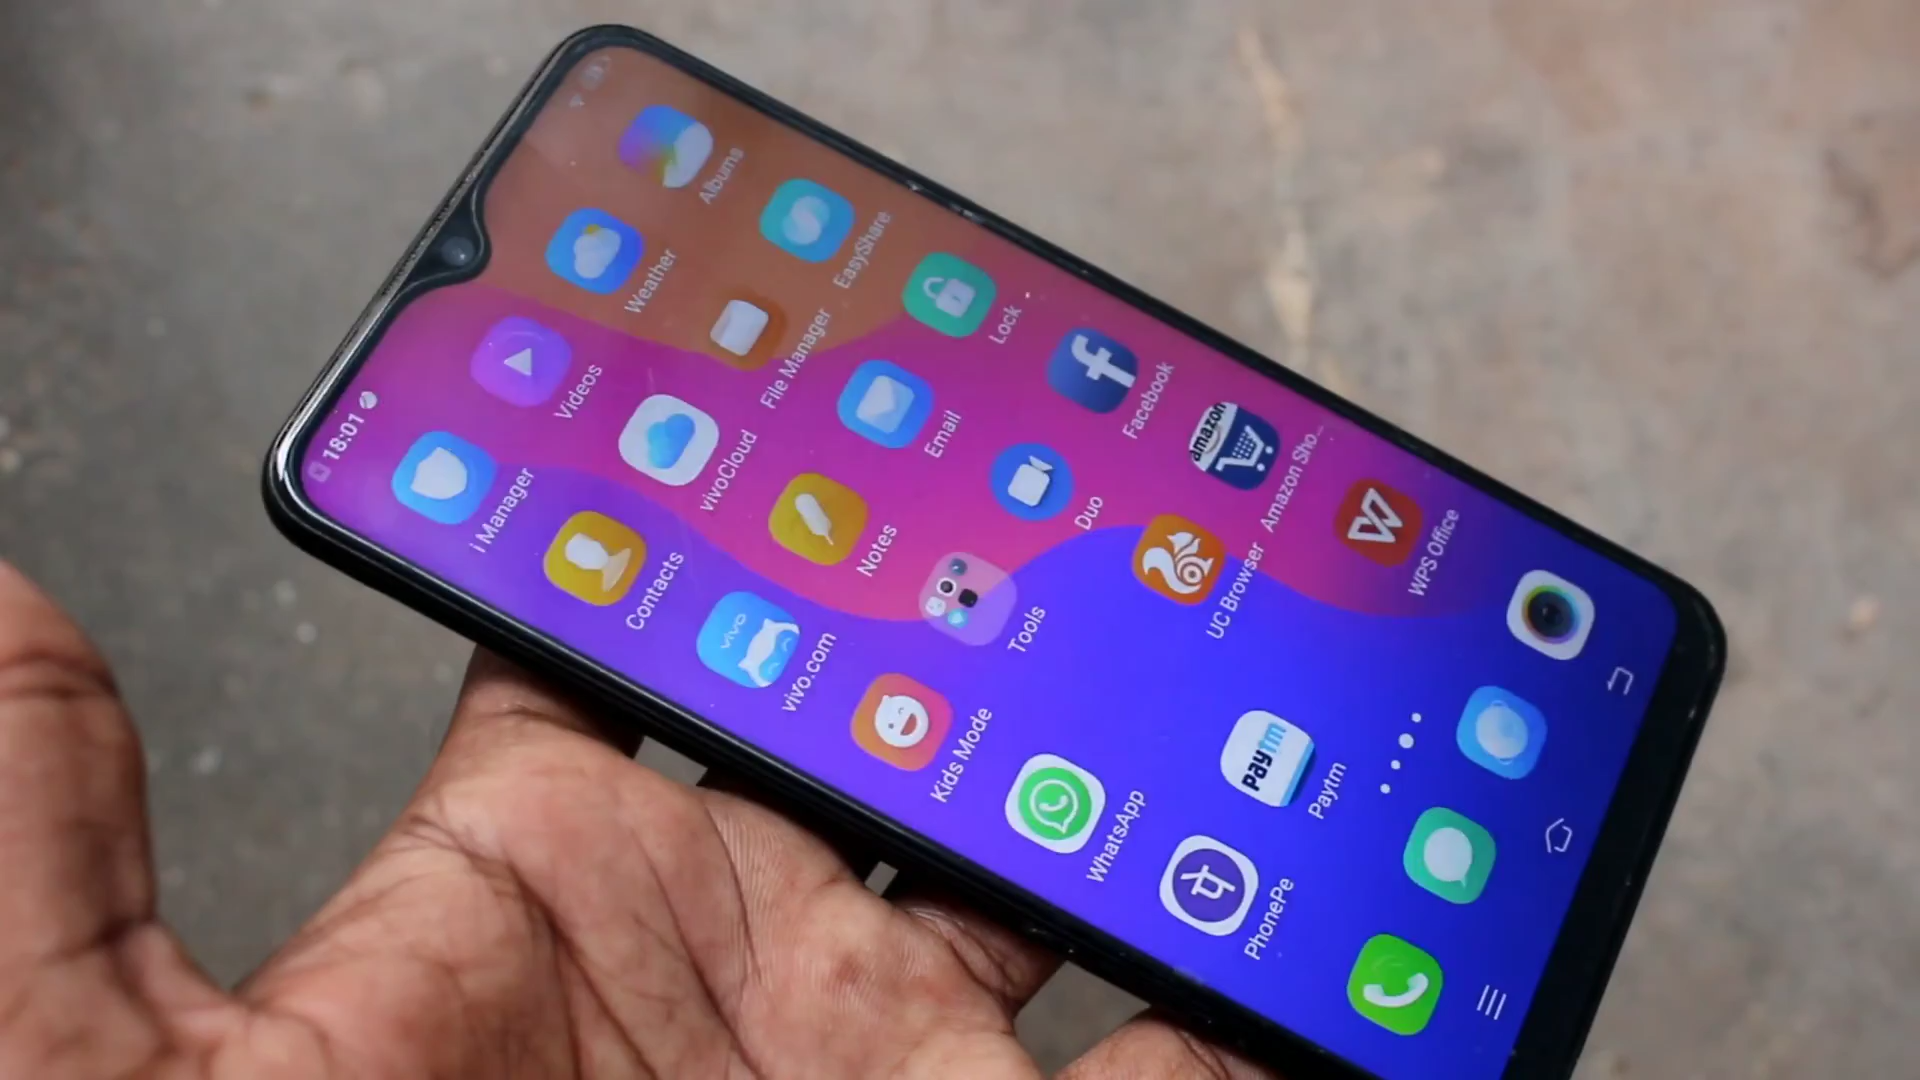 18:01
i Manager
Videos
Weather
Albums
Contacts
vivoCloud
File Manager
EasyShare
vivo
vivo.com
Notes
Email
Lock
Kids Mode
Tools
Duo
f
Facebook
WhatsApp
UC Browser
amazon
Amazon Sho...
पे
PhonePe
paytm
Paytm
W
WPS Office